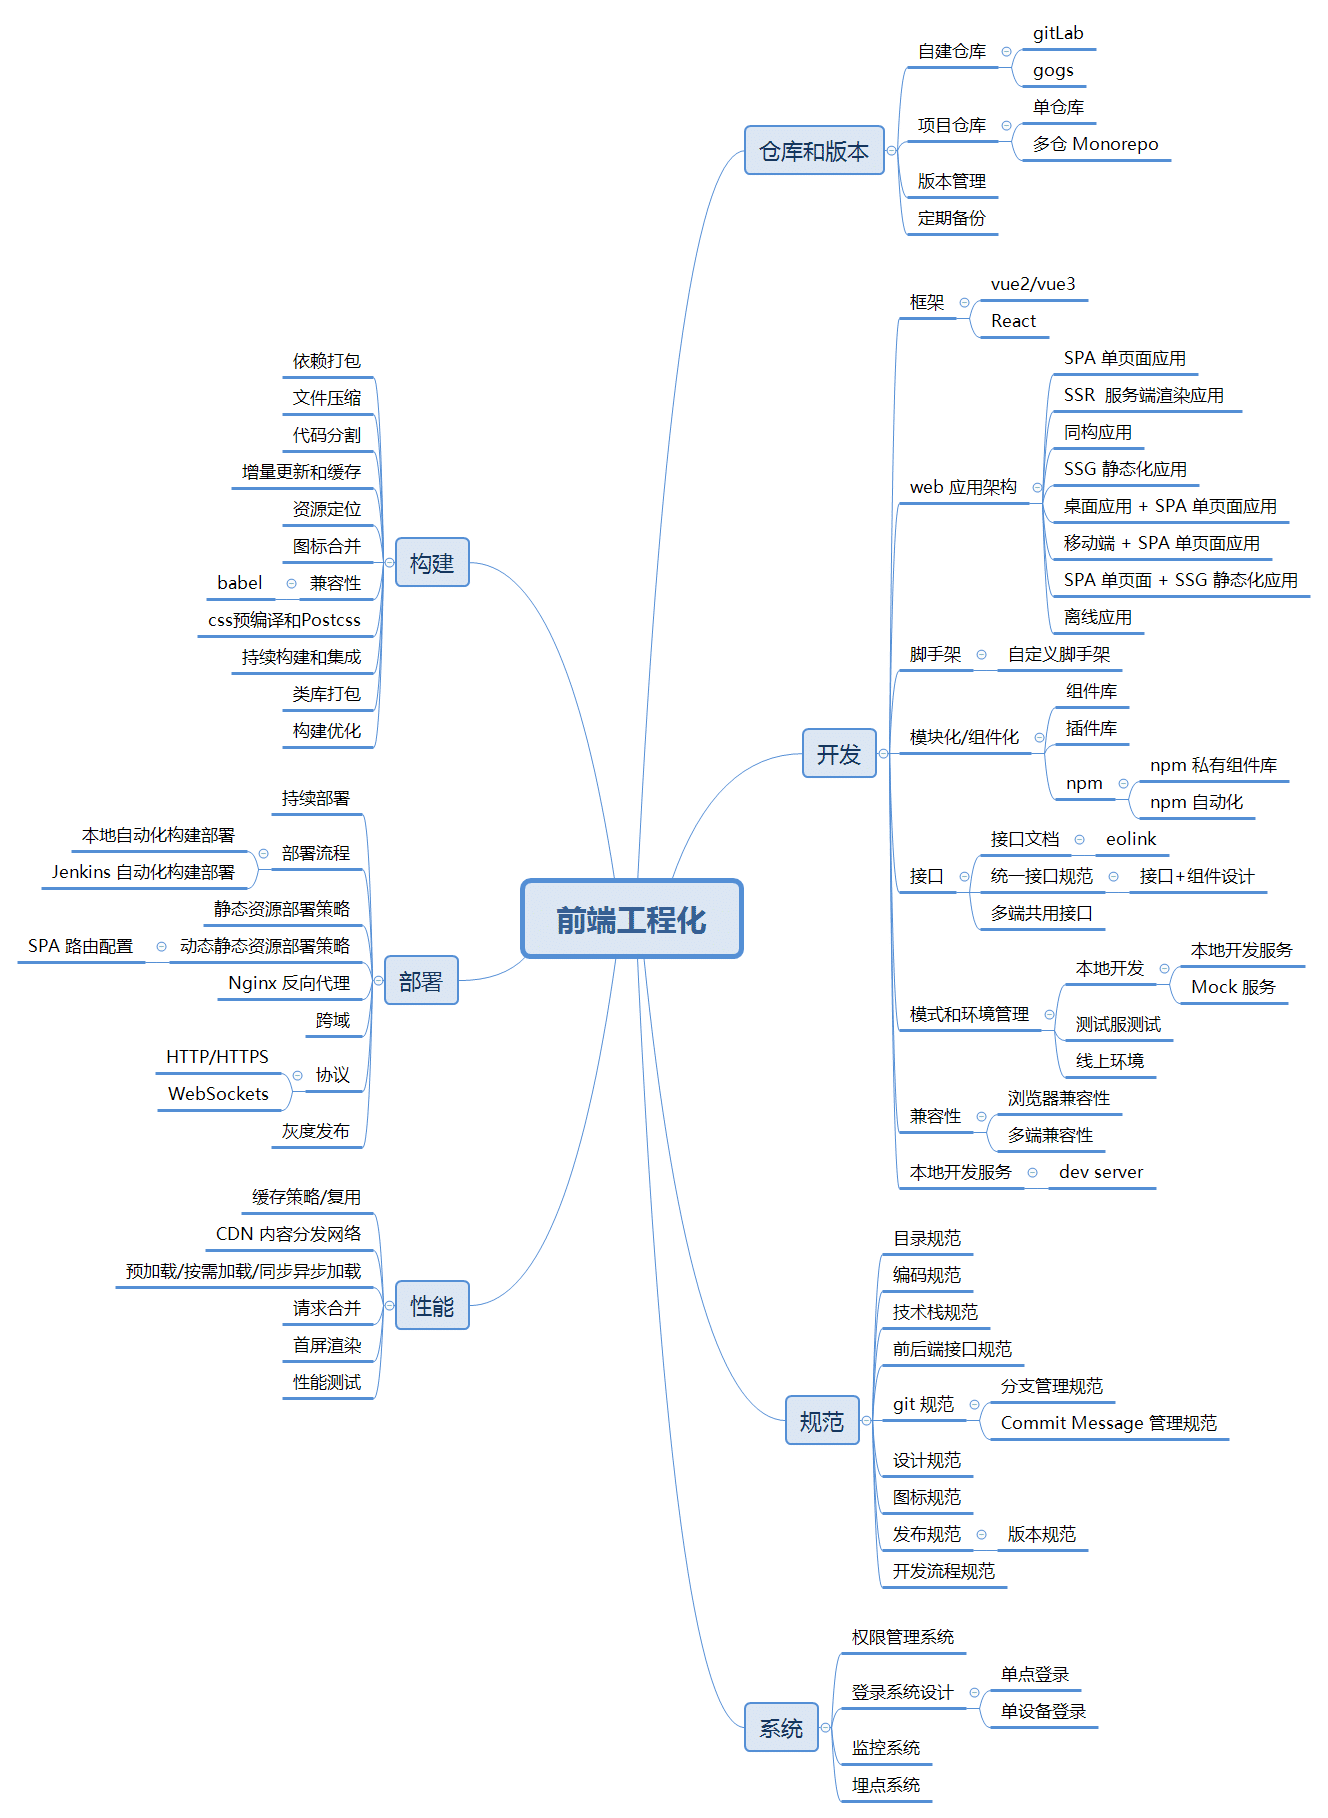 前端工程化
仓库和版本
自建仓库
gitLab
gogs
项目仓库
单仓库
多仓 Monorepo
版本管理
定期备份
开发
框架
vue2/vue3
React
web 应用架构
SPA 单页面应用
SSR 服务端渲染应用
同构应用
SSG 静态化应用
桌面应用 + SPA 单页面应用
移动端 + SPA 单页面应用
SPA 单页面 + SSG 静态化应用
离线应用
脚手架
自定义脚手架
模块化/组件化
组件库
插件库
npm
npm 私有组件库
npm 自动化
接口
接口文档
eolink
统一接口规范
接口+组件设计
多端共用接口
模式和环境管理
本地开发
本地开发服务
Mock 服务
测试服测试
线上环境
兼容性
浏览器兼容性
多端兼容性
本地开发服务
dev server
规范
目录规范
编码规范
技术栈规范
前后端接口规范
git 规范
分支管理规范
Commit Message 管理规范
设计规范
图标规范
发布规范
版本规范
开发流程规范
系统
权限管理系统
登录系统设计
单点登录
单设备登录
监控系统
埋点系统
构建
依赖打包
文件压缩
代码分割
增量更新和缓存
资源定位
图标合并
兼容性
babel
css预编译和Postcss
持续构建和集成
类库打包
构建优化
部署
持续部署
部署流程
本地自动化构建部署
Jenkins 自动化构建部署
静态资源部署策略
动态静态资源部署策略
SPA 路由配置
Nginx 反向代理
跨域
协议
HTTP/HTTPS
WebSockets
灰度发布
性能
缓存策略/复用
CDN 内容分发网络
预加载/按需加载/同步异步加载
请求合并
首屏渲染
性能测试